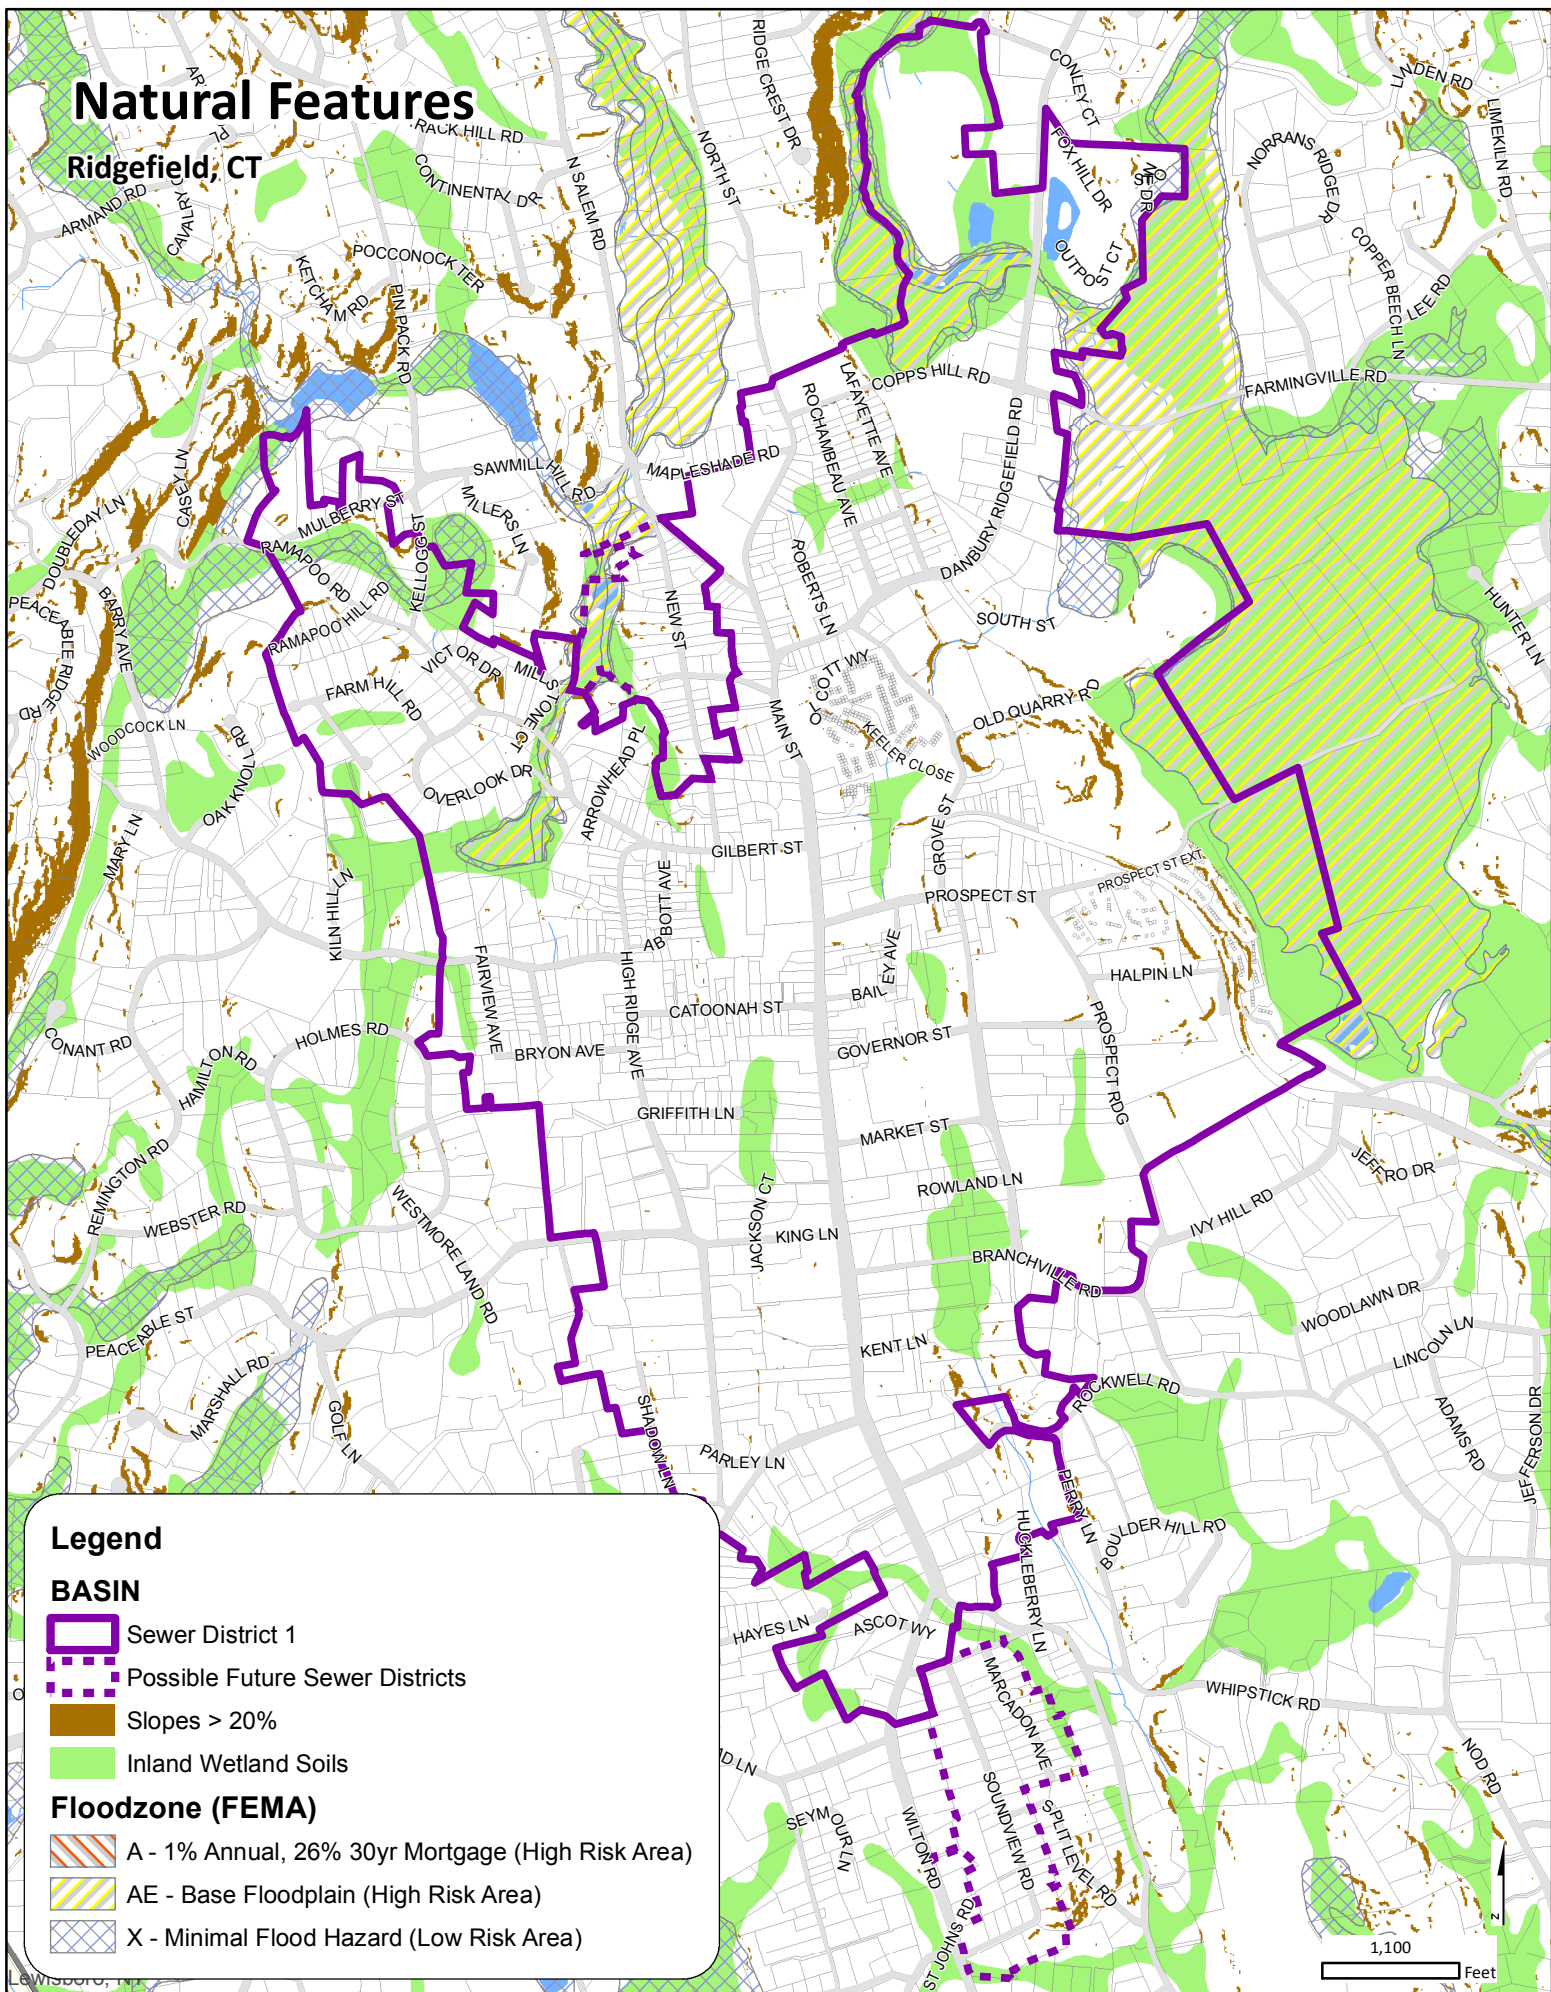 Natural Features
Ridgefield, CT
RACK HILL RD
CONTINENTAL DR
ARMAND RD
CAVALRY
POCCONOCK TER
KETCHAM RD
PIN PACK RD
N SALEM RD
NORTH ST
RIDGE CREST DR
CONLEY CT
FOX HILL DR
OUTPOST CT
LINDEN RD
LIMEKILN RD
NORRANS RIDGE DR
COPPER BEECH LN
LEE RD
FARMINGVILLE RD
COPPS HILL RD
LAFAYETTE AVE
ROCHAMBEAU AVE
MAPLESHADE RD
DANBURY RIDGEFIELD RD
SAWMILL HILL RD
MILLERS LN
MULBERRY ST
KELLOGG ST
CASEY LN
DOUBLEDAY LN
RAMAPOO RD
RAMAPOO HILL RD
BARRY AVE
PEACEABLE RIDGE RD
WOODCOCK LN
FARM HILL RD
VICTOR DR
MILLSTONE CT
OVERLOOK DR
ARROWHEAD PL
NEW ST
ROBERTS LN
MAIN ST
OLCOTT WY
KEELER CLOSE
SOUTH ST
OLD QUARRY RD
HUNTER LN
OAK KNOLL RD
MARY LN
GILBERT ST
GROVE ST
PROSPECT ST
PROSPECT ST EXT
KILN HILL LN
ABBOTT AVE
HIGH RIDGE AVE
FAIRVIEW AVE
CATOONAH ST
BAILEY AVE
HALPIN LN
CONANT RD
HAMILTON RD
HOLMES RD
BRYON AVE
GOVERNOR ST
PROSPECT RDG
GRIFFITH LN
MARKET ST
JEFFRO DR
REMINGTON RD
WEBSTER RD
WESTMORELAND RD
JACKSON CT
KING LN
ROWLAND LN
IVY HILL RD
BRANCHVILLE RD
WOODLAWN DR
LINCOLN LN
PEACEABLE ST
MARSHALL RD
GOLF LN
KENT LN
ROCKWELL RD
ADAMS RD
JEFFERSON DR
SHADOW LN
PARLEY LN
PERRY LN
BOULDER HILL RD
HUCKLEBERRY LN
HAYES LN
ASCOT WY
MARCADON AVE
WHIPSTICK RD
NOD RD
SEYMOUR LN
WILTON RD
SOUNDVIEW RD
SPLIT LEVEL RD
ST JOHNS RD
Legend
BASIN
Sewer District 1
Possible Future Sewer Districts
Slopes > 20%
Inland Wetland Soils
Floodzone (FEMA)
A - 1% Annual, 26% 30yr Mortgage (High Risk Area)
AE - Base Floodplain (High Risk Area)
X - Minimal Flood Hazard (Low Risk Area)
Lewisboro, NY
z
1,100
Feet